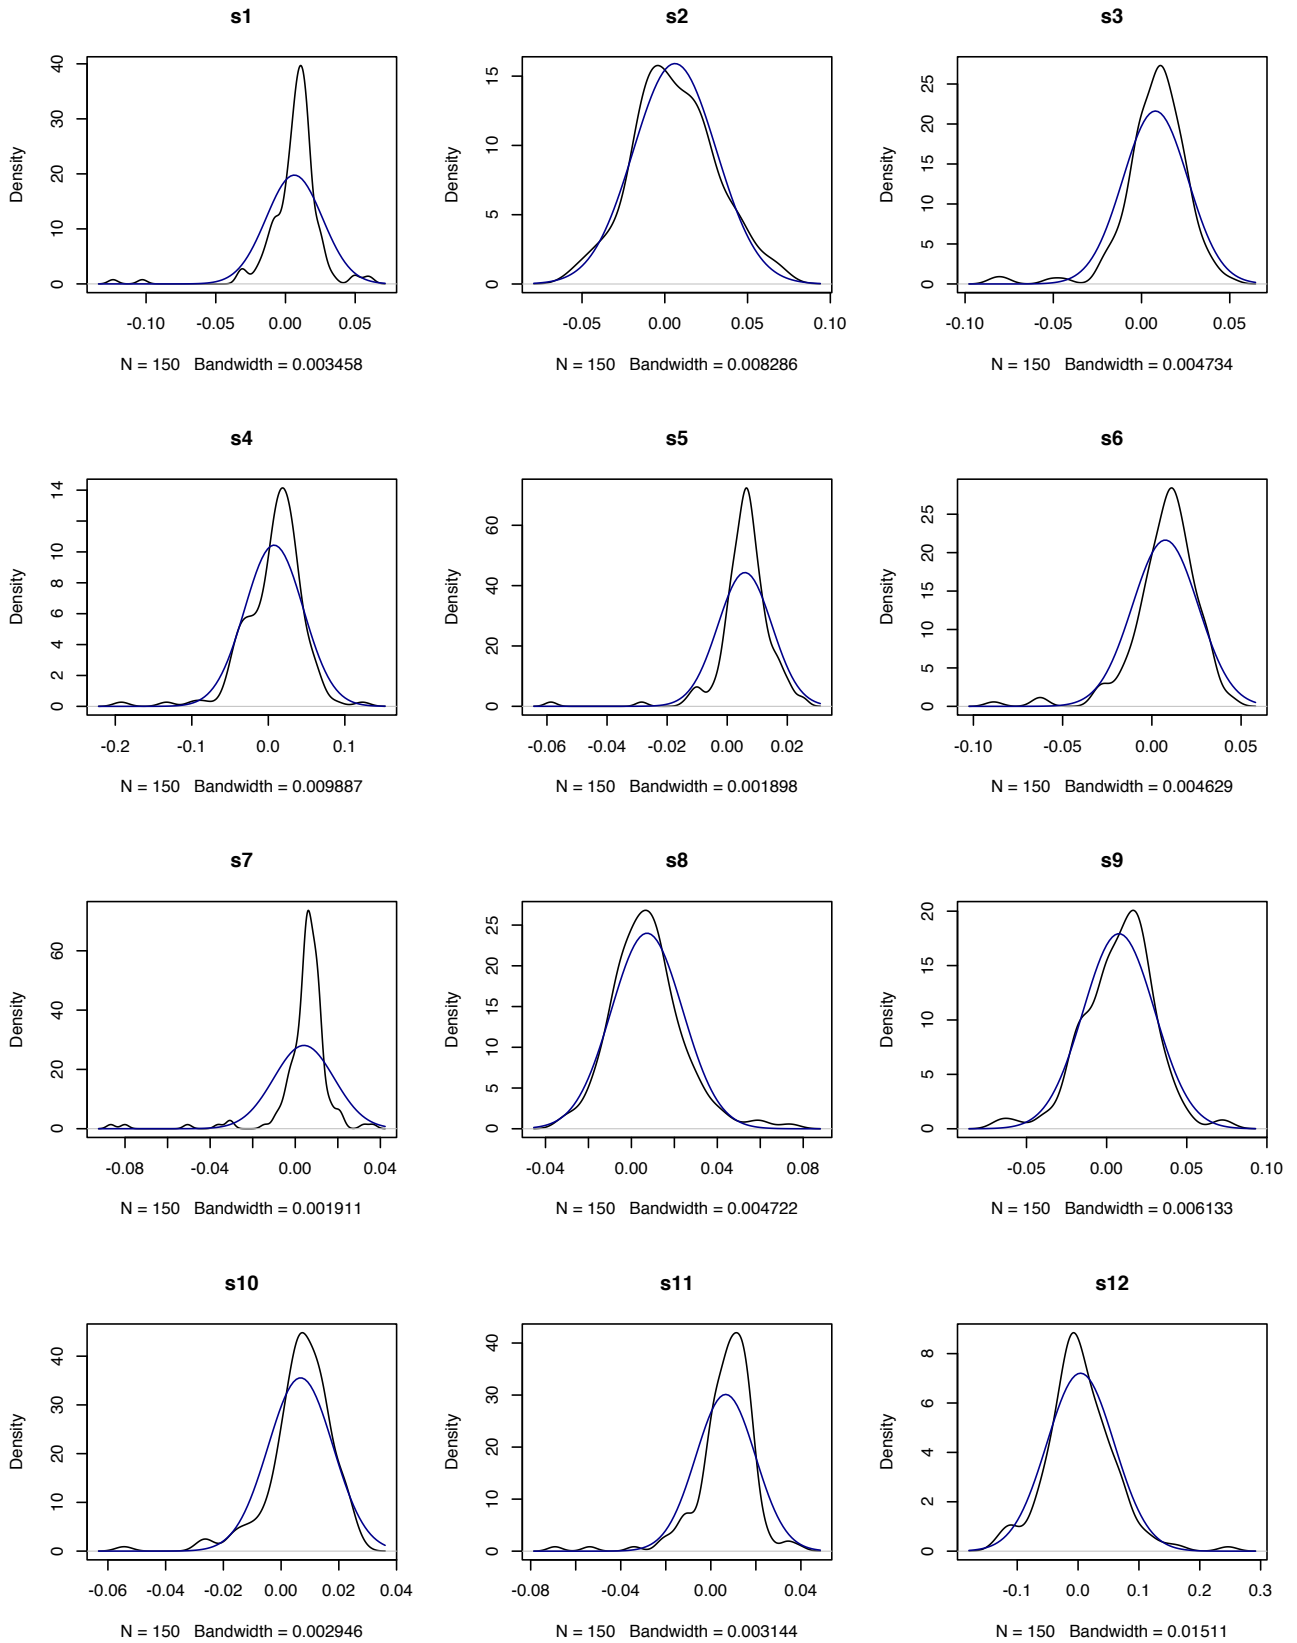 s1 s2 s3
Density 0 10 20 30 40
Density 0 5 10 15
Density 0 5 10 15 20 25
-0.10 -0.05 0.00 0.05
-0.05 0.00 0.05 0.10
-0.10 -0.05 0.00 0.05
N = 150 Bandwidth = 0.003458
N = 150 Bandwidth = 0.008286
N = 150 Bandwidth = 0.004734
s4 s5 s6
Density 0 2 4 6 8 10 14
Density 0 20 40 60
Density 0 5 10 15 20 25
-0.2 -0.1 0.0 0.1
-0.06 -0.04 -0.02 0.00 0.02
-0.10 -0.05 0.00 0.05
N = 150 Bandwidth = 0.009887
N = 150 Bandwidth = 0.001898
N = 150 Bandwidth = 0.004629
s7 s8 s9
Density 0 20 40 60
Density 0 5 10 15 20 25
Density 0 5 10 15 20
-0.08 -0.04 0.00 0.04
-0.04 0.00 0.04 0.08
-0.05 0.00 0.05 0.10
N = 150 Bandwidth = 0.001911
N = 150 Bandwidth = 0.004722
N = 150 Bandwidth = 0.006133
s10 s11 s12
Density 0 10 20 30 40
Density 0 10 20 30 40
Density 0 2 4 6 8
-0.06 -0.04 -0.02 0.00 0.02 0.04
-0.08 -0.04 0.00 0.04
-0.1 0.0 0.1 0.2 0.3
N = 150 Bandwidth = 0.002946
N = 150 Bandwidth = 0.003144
N = 150 Bandwidth = 0.01511